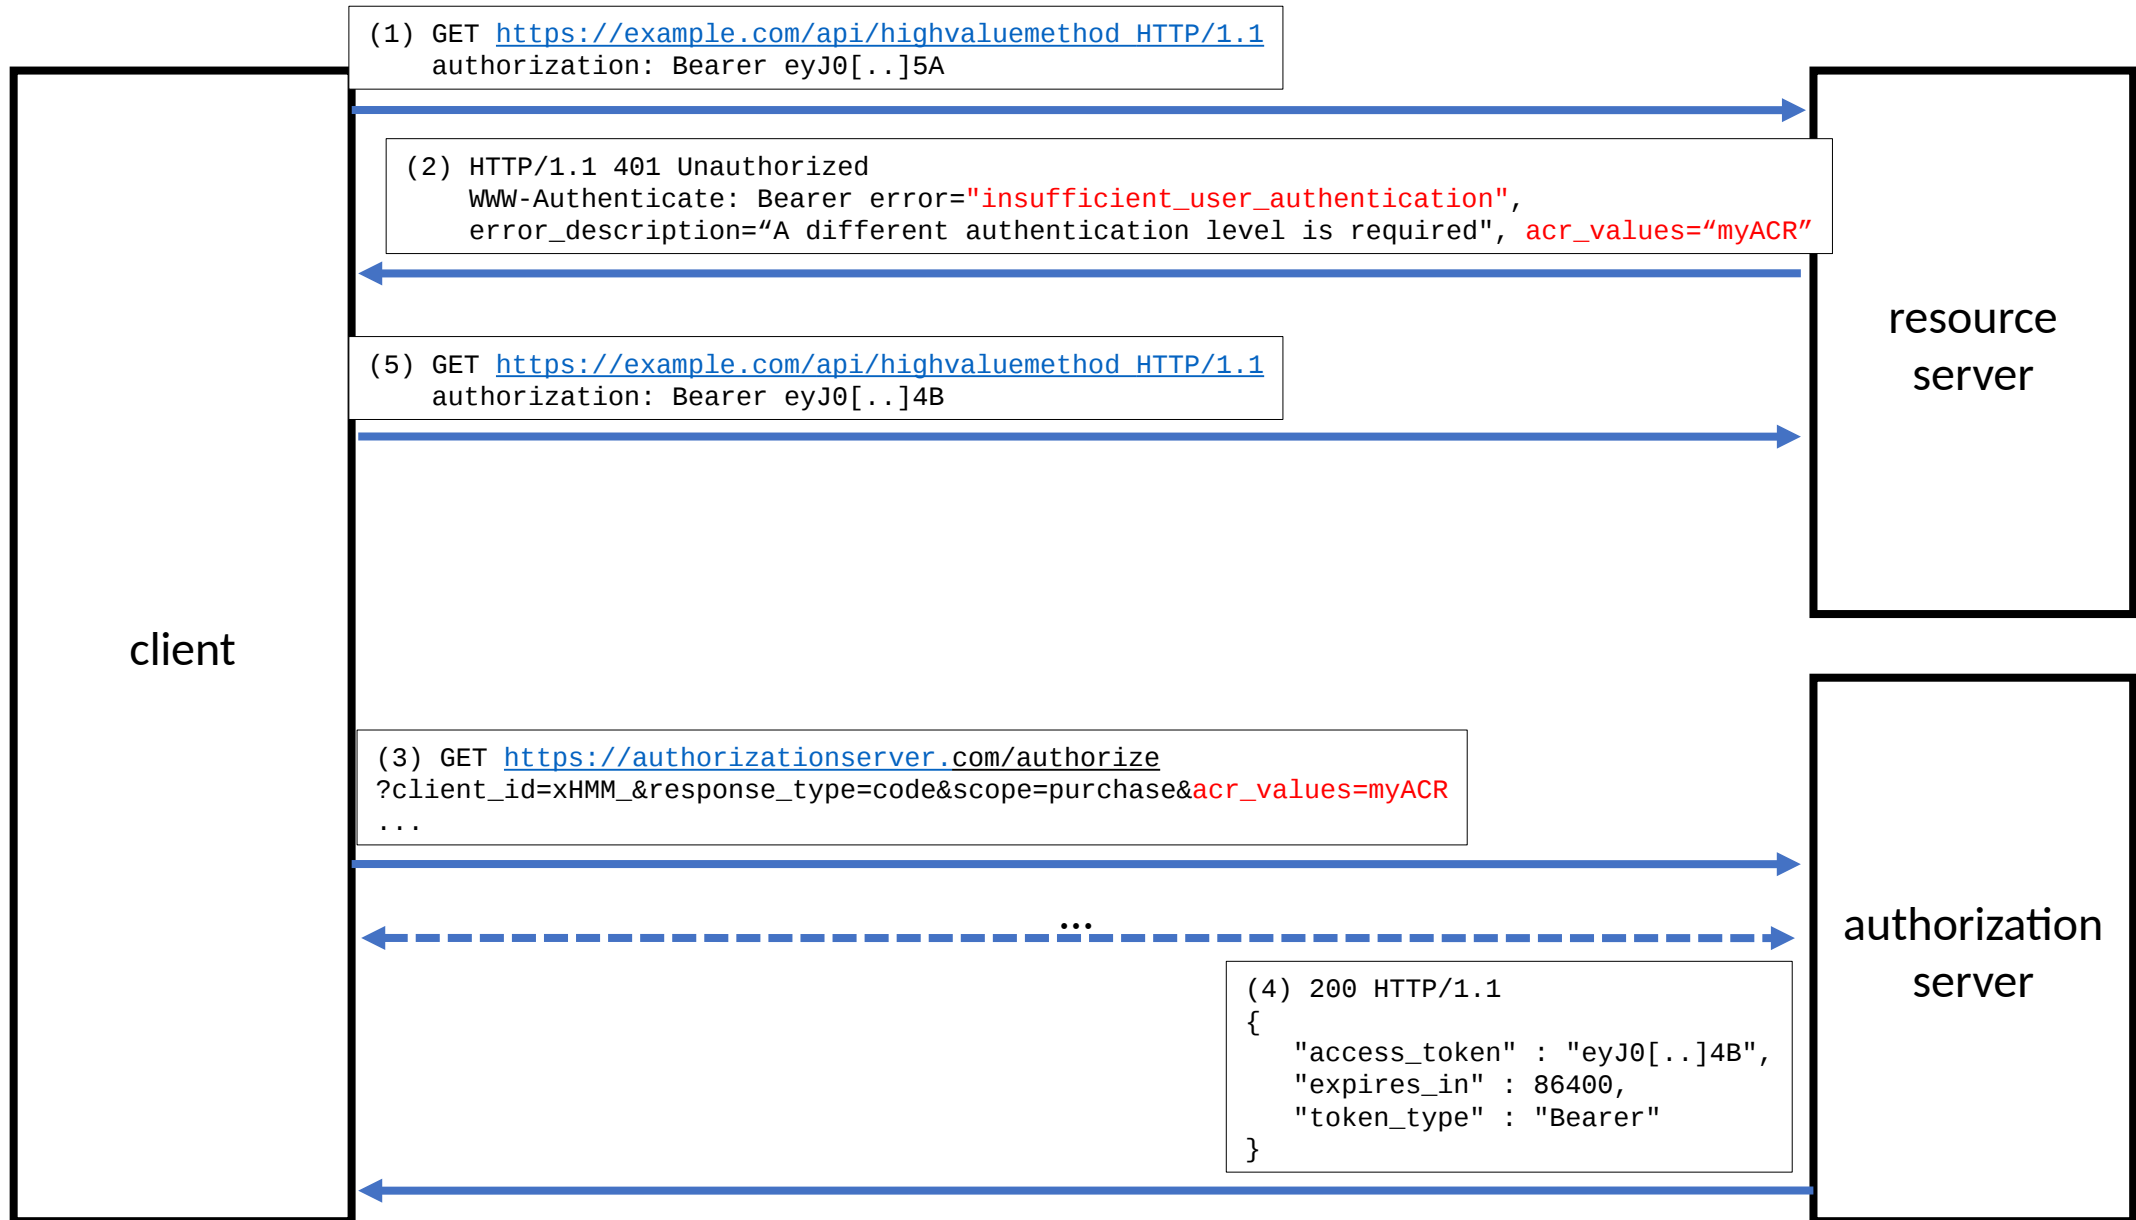 (1) GET https://example.com/api/highvaluemethod HTTP/1.1
authorization: Bearer eyJ0[..]5A
(2) HTTP/1.1 401 Unauthorized
WWW-Authenticate: Bearer error="insufficient_user_authentication",
error_description=“A different authentication level is required", acr_values=“myACR”
(5) GET https://example.com/api/highvaluemethod HTTP/1.1
authorization: Bearer eyJ0[..]4B
resource
server
client
(3) GET https://authorizationserver.com/authorize
?client_id=xHMM_&response_type=code&scope=purchase&acr_values=myACR
...
...
authorization
server
(4) 200 HTTP/1.1
{
"access_token" : "eyJ0[..]4B",
"expires_in" : 86400,
"token_type" : "Bearer"
}